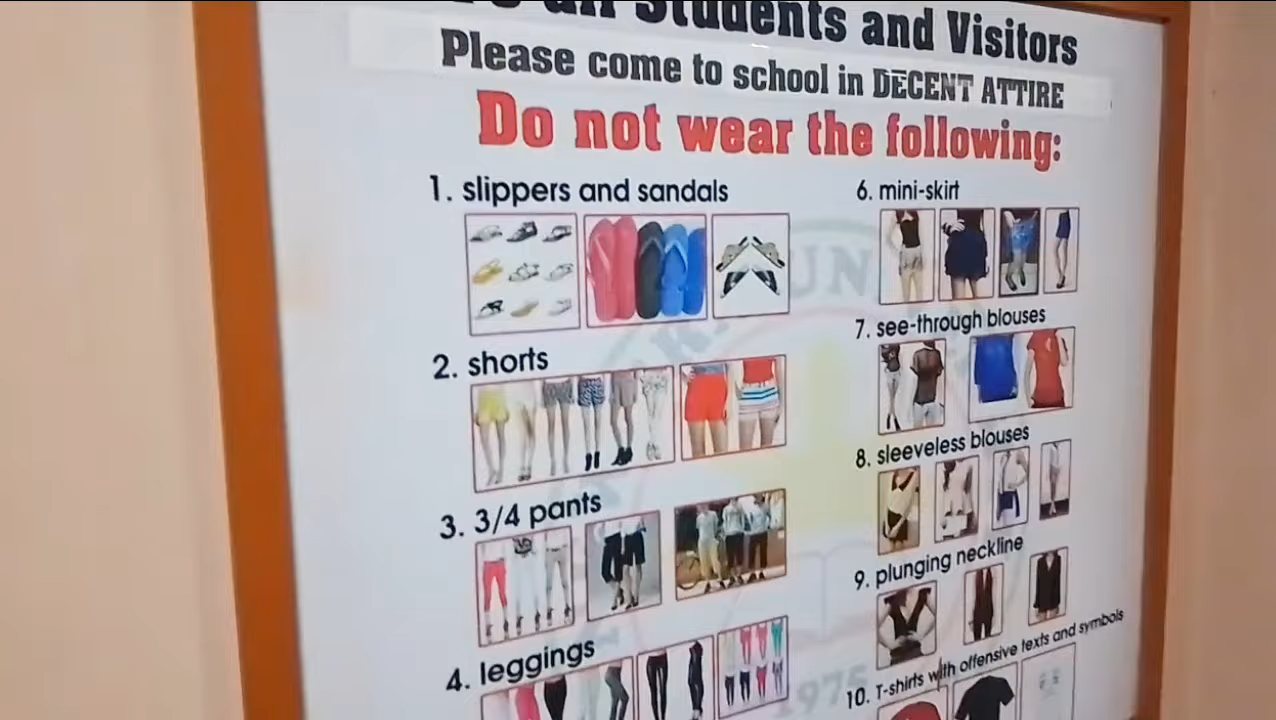 all Students and Visitors
Please come to school in DECENT ATTIRE
Do not wear the following:
1. slippers and sandals
2. shorts
3. 3/4 pants
4. leggings
6. mini-skirt
7. see-through blouses
8. sleeveless blouses
9. plunging neckline
10. T-shirts with offensive texts and symbols
1975